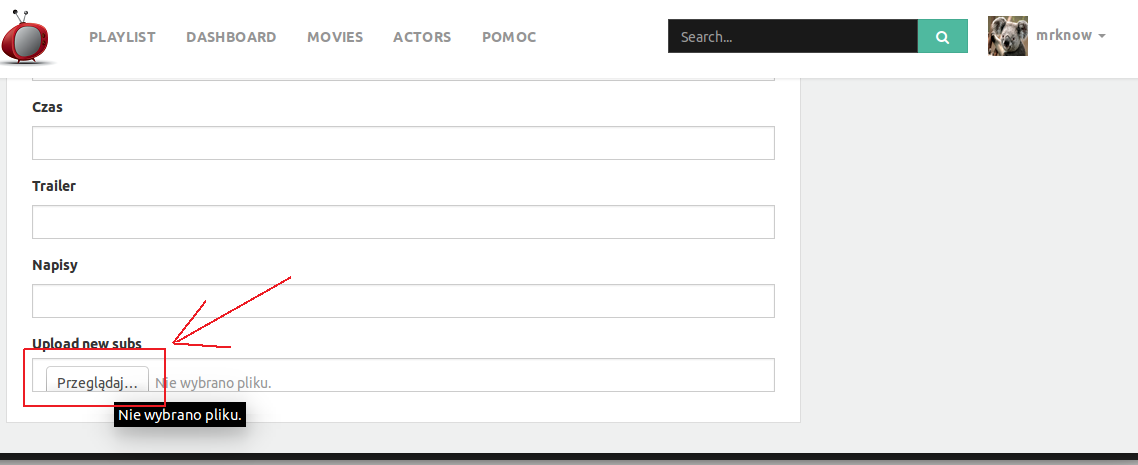 PLAYLIST DASHBOARD MOVIES ACTORS POMOC Search... mrknow
Czas
Trailer
Napisy
Upload new subs
Przeglądaj... Nie wybrano pliku.
Nie wybrano pliku.